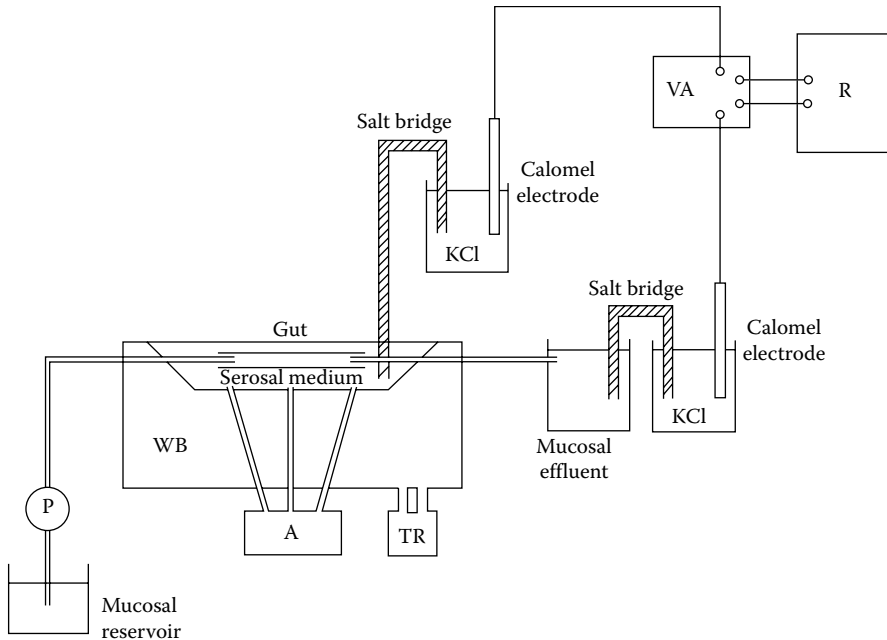 VA
R
Salt bridge
Calomel
electrode
KCl
Salt bridge
Gut
Calomel
electrode
Serosal medium
KCl
WB
Mucosal
effluent
P
A
TR
Mucosal
reservoir